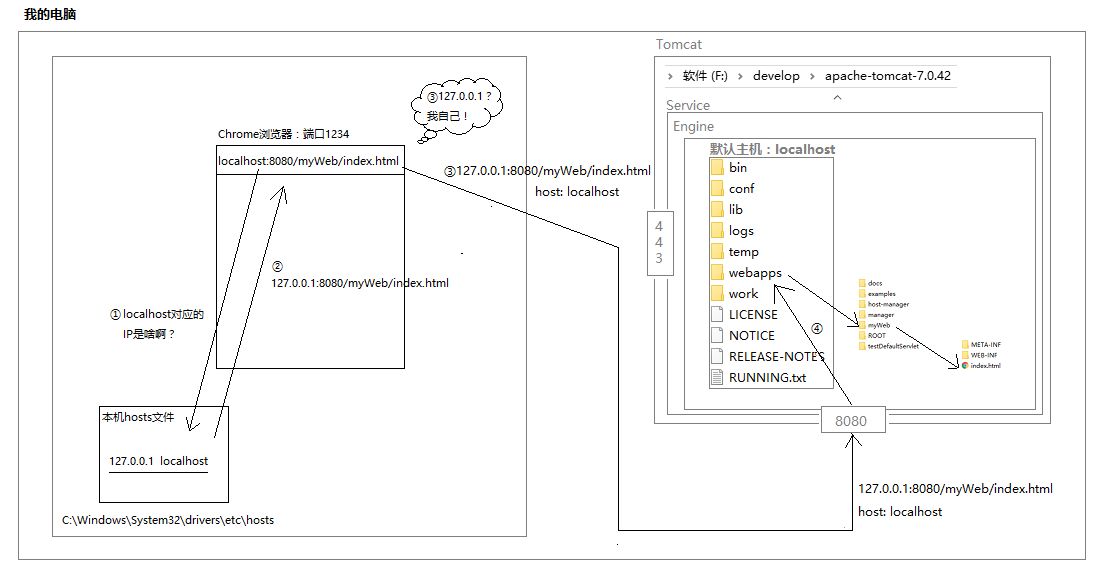 我的电脑
Chrome浏览器：端口1234
localhost:8080/myWeb/index.html
③127.0.0.1？
我自己！
③127.0.0.1:8080/myWeb/index.html
host: localhost
②
127.0.0.1:8080/myWeb/index.html
① localhost对应的
IP是啥啊？
本机hosts文件
127.0.0.1 localhost
C:\Windows\System32\drivers\etc\hosts
Tomcat
软件 (F:) > develop > apache-tomcat-7.0.42
Service
Engine
默认主机：localhost
bin
conf
lib
logs
temp
webapps
work
LICENSE
NOTICE
RELEASE-NOTES
RUNNING.txt
4
4
3
④
docs
examples
host-manager
manager
myWeb
ROOT
testDefaultServlet
META-INF
WEB-INF
index.html
8080
127.0.0.1:8080/myWeb/index.html
host: localhost